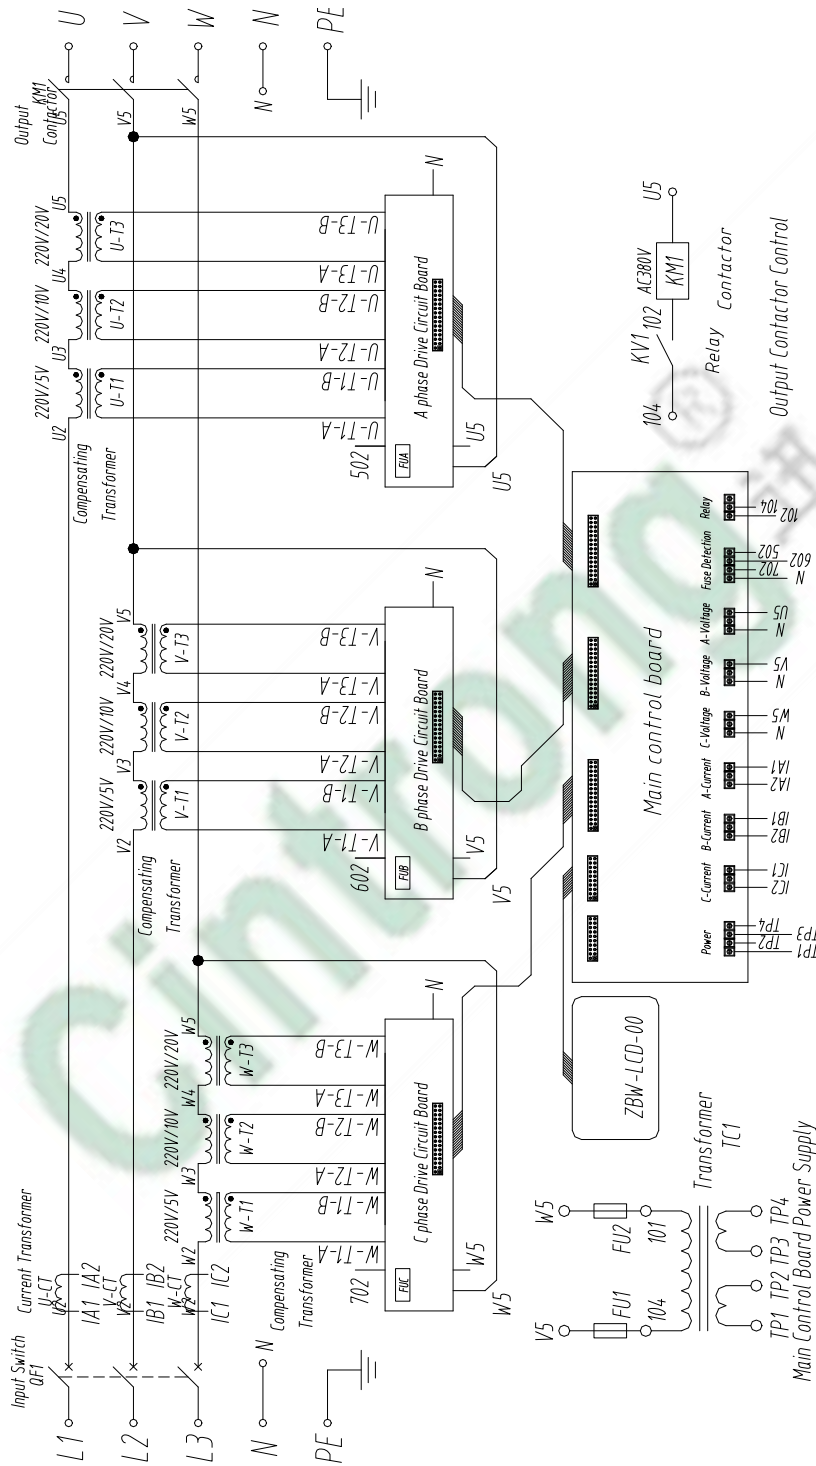 Input Switch
QF1
L1
L2
L3
N
PE
N
Current Transformer
U-CT
U2
IA1 IA2
V-CT
V2
IB1 IB2
W-CT
W2
IC1 IC2
Compensating
Transformer
W2
220V/5V
W-T1
W3
220V/10V
W-T2
W4
220V/20V
W-T3
W5
W-T1-A
W-T1-B
W-T2-A
W-T2-B
W-T3-A
W-T3-B
702
FUC
C phase Drive Circuit Board
N
W5
W5
Compensating
Transformer
V2
220V/5V
V-T1
V3
220V/10V
V-T2
V4
220V/20V
V-T3
V5
V-T1-A
V-T1-B
V-T2-A
V-T2-B
V-T3-A
V-T3-B
602
FUB
B phase Drive Circuit Board
N
V5
V5
Compensating
Transformer
U2
220V/5V
U-T1
U3
220V/10V
U-T2
U4
220V/20V
U-T3
U5
U-T1-A
U-T1-B
U-T2-A
U-T2-B
U-T3-A
U-T3-B
502
FUA
A phase Drive Circuit Board
N
U5
U5
Output
Contactor
KM1
U5
V5
W5
N
U
V
W
N
PE
V5
W5
FU1
FU2
104
101
Transformer
TC1
TP1 TP2 TP3 TP4
Main Control Board Power Supply
ZBW-LCD-00
Main control board
Power
C-Current
B-Current
A-Current
C-Voltage
B-Voltage
A-Voltage
Fuse Detection
Relay
TP1
TP2
TP3
TP4
IC2
IC1
IB2
IB1
IA2
IA1
N
W5
N
V5
N
U5
N
702
602
502
102
104
104
KV1
102
AC380V
KM1
U5
Relay
Contactor
Output Contactor Control
Cintrong
R
讯